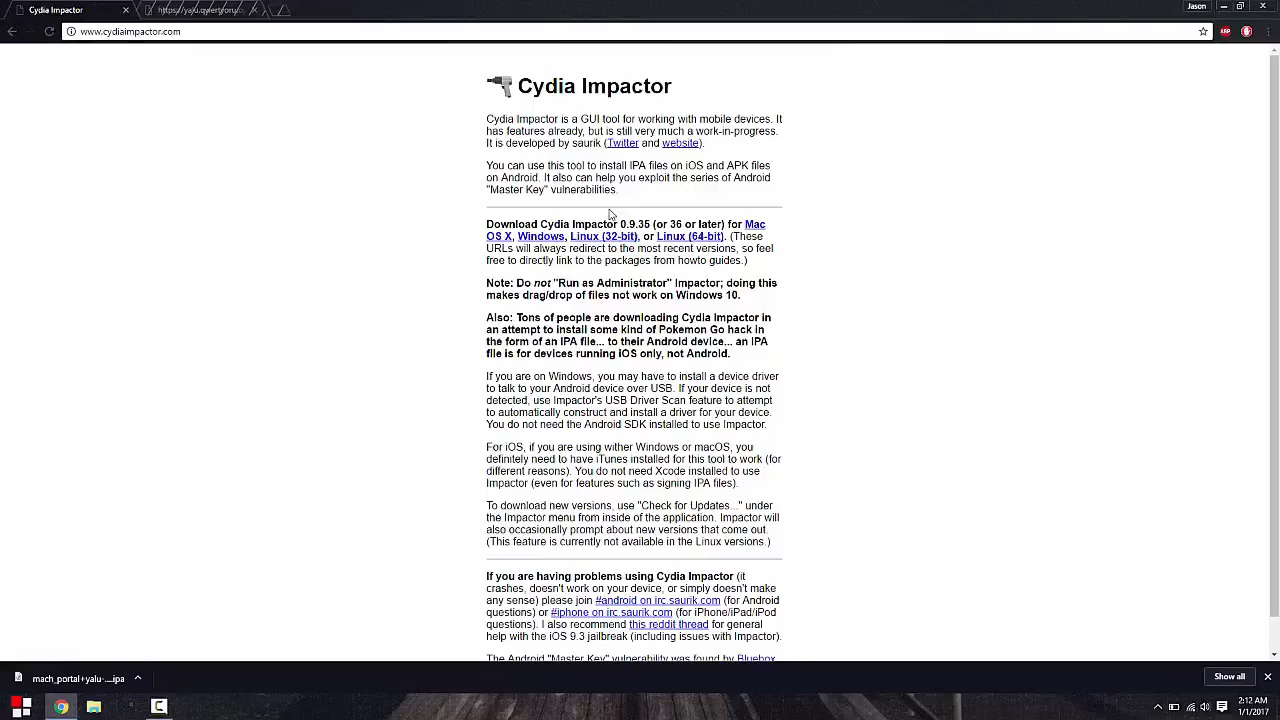 Cydia Impactor
https://yalu.qwertyoru
Jason
www.cydiaimpactor.com
ABP
Cydia Impactor
Cydia Impactor is a GUI tool for working with mobile devices. It
has features already, but is still very much a work-in-progress.
It is developed by saurik (Twitter and website).
You can use this tool to install IPA files on iOS and APK files
on Android. It also can help you exploit the series of Android
"Master Key" vulnerabilities.
Download Cydia Impactor 0.9.35 (or 36 or later) for Mac
OS X, Windows, Linux (32-bit), or Linux (64-bit). (These
URLs will always redirect to the most recent versions, so feel
free to directly link to the packages from howto guides.)
Note: Do not "Run as Administrator" Impactor; doing this
makes drag/drop of files not work on Windows 10.
Also: Tons of people are downloading Cydia Impactor in
an attempt to install some kind of Pokemon Go hack in
the form of an IPA file... to their Android device... an IPA
file is for devices running iOS only, not Android.
If you are on Windows, you may have to install a device driver
to talk to your Android device over USB. If your device is not
detected, use Impactor's USB Driver Scan feature to attempt
to automatically construct and install a driver for your device.
You do not need the Android SDK installed to use Impactor.
For iOS, if you are using wither Windows or macOS, you
definitely need to have iTunes installed for this tool to work (for
different reasons). You do not need Xcode installed to use
Impactor (even for features such as signing IPA files).
To download new versions, use "Check for Updates..." under
the Impactor menu from inside of the application. Impactor will
also occasionally prompt about new versions that come out.
(This feature is currently not available in the Linux versions.)
If you are having problems using Cydia Impactor (it
crashes, doesn't work on your device, or simply doesn't make
any sense) please join #android on irc.saurik.com (for Android
questions) or #iphone on irc.saurik.com (for iPhone/iPad/iPod
questions). I also recommend this reddit thread for general
help with the iOS 9.3 jailbreak (including issues with Impactor).
The Android "Master Key" vulnerability was found by Bluebox
mach_portal+yalu-....ipa
Show all
2:12 AM
1/1/2017